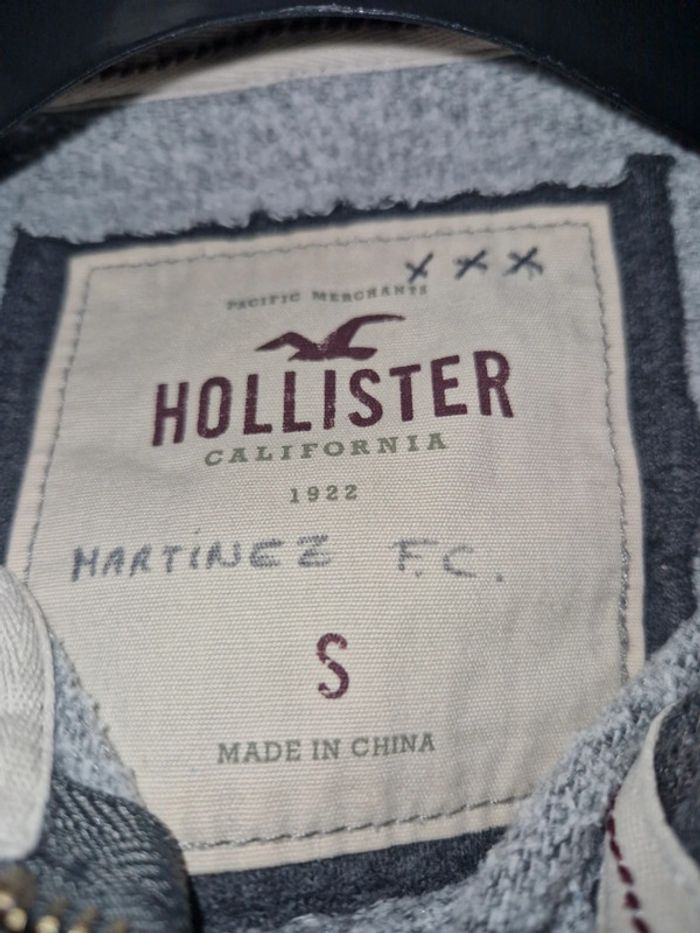 PACIFIC MERCHANTS
HOLLISTER
CALIFORNIA
1922
MARTINEZ F.C.
S
MADE IN CHINA